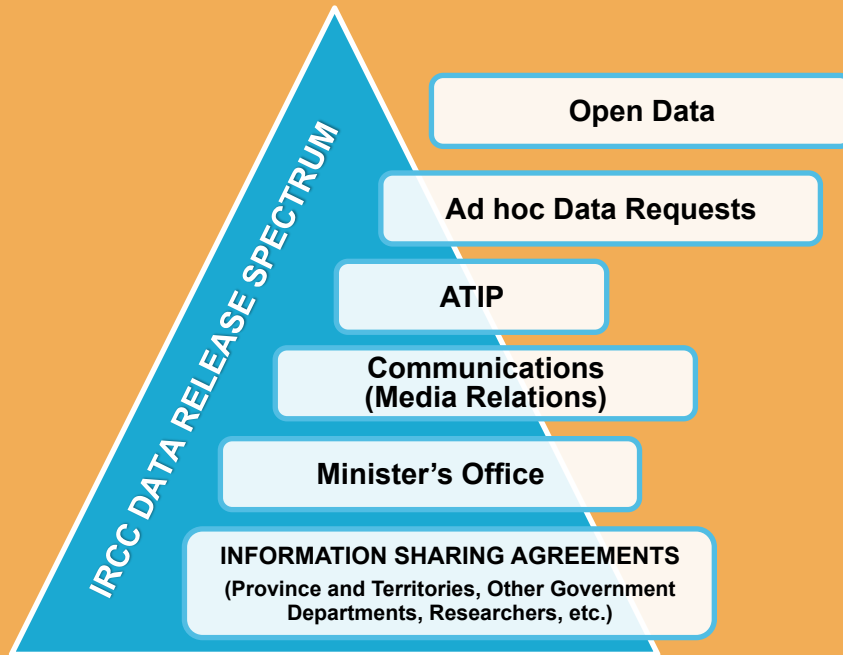 IRCC DATA RELEASE SPECTRUM
Open Data
Ad hoc Data Requests
ATIP
Communications
(Media Relations)
Minister’s Office
INFORMATION SHARING AGREEMENTS
(Province and Territories, Other Government
Departments, Researchers, etc.)